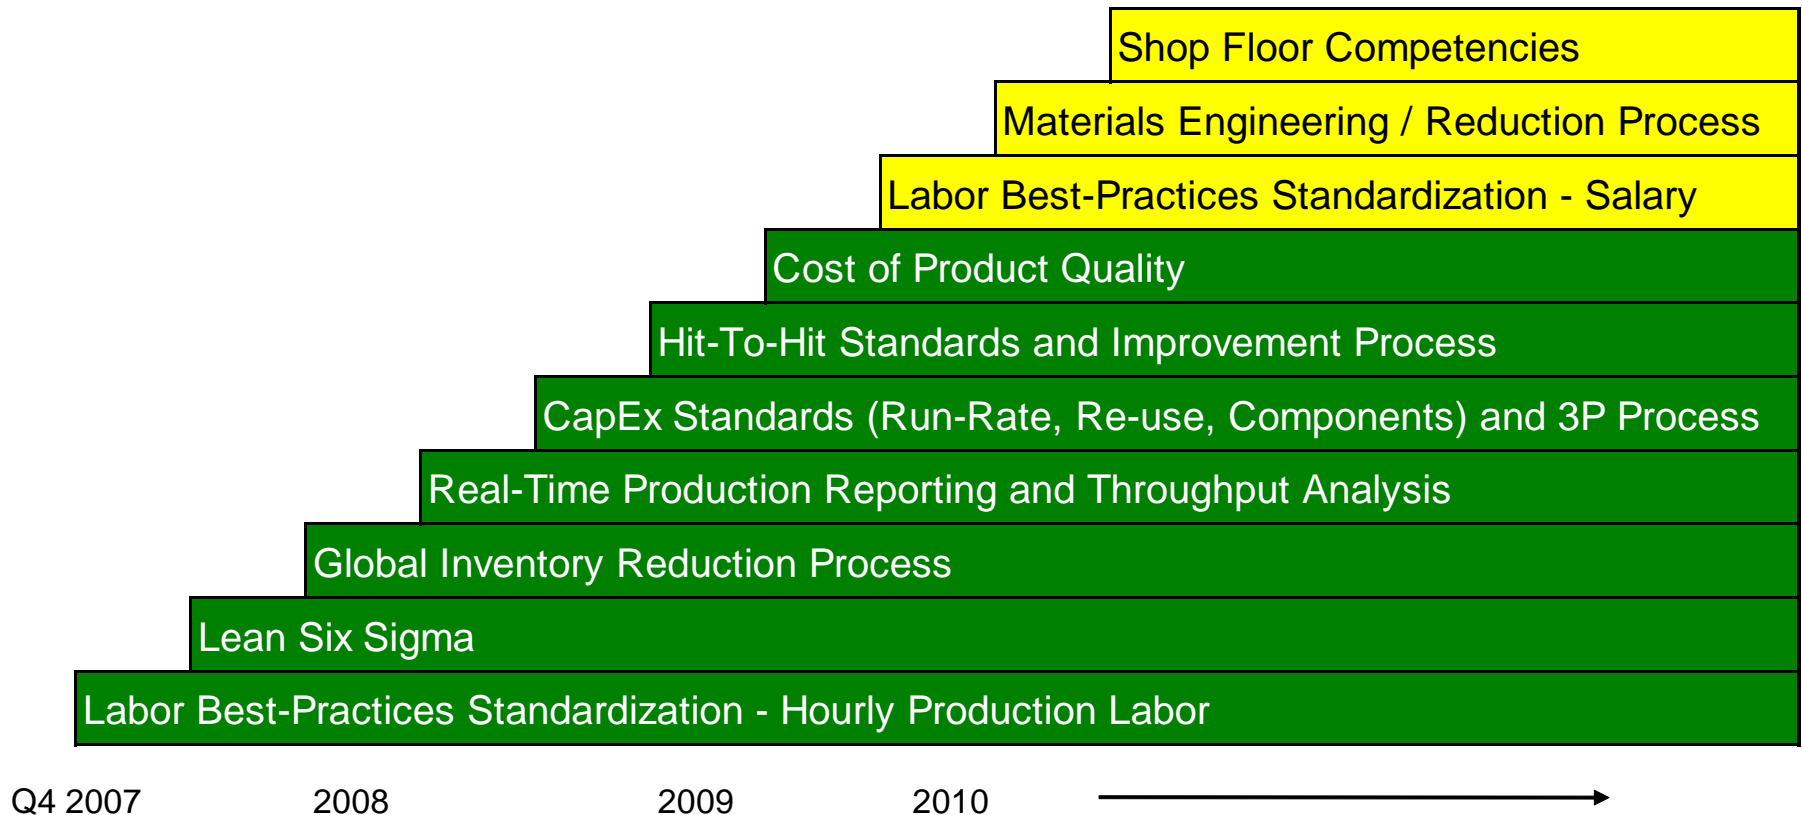 Shop Floor Competencies
Materials Engineering / Reduction Process
Labor Best-Practices Standardization - Salary
Cost of Product Quality
Hit-To-Hit Standards and Improvement Process
CapEx Standards (Run-Rate, Re-use, Components) and 3P Process
Real-Time Production Reporting and Throughput Analysis
Global Inventory Reduction Process
Lean Six Sigma
Labor Best-Practices Standardization - Hourly Production Labor
Q4 2007 2008 2009 2010